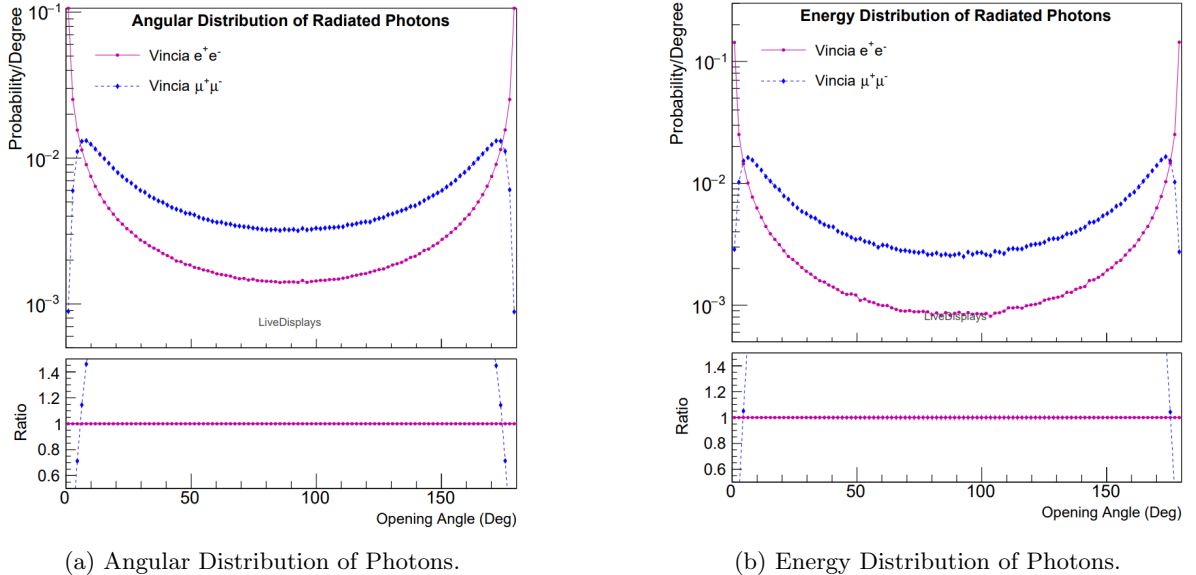 Angular Distribution of Radiated Photons
Vincia e⁺e⁻
Vincia μ⁺μ⁻
Probability/Degree
10⁻¹
10⁻²
10⁻³
LiveDisplays
Ratio
1.4
1.2
1
0.8
0.6
0 50 100 150
Opening Angle (Deg)
(a) Angular Distribution of Photons.
Energy Distribution of Radiated Photons
Vincia e⁺e⁻
Vincia μ⁺μ⁻
Probability/Degree
10⁻¹
10⁻²
10⁻³
LiveDisplays
Ratio
1.4
1.2
1
0.8
0.6
0 50 100 150
Opening Angle (Deg)
(b) Energy Distribution of Photons.